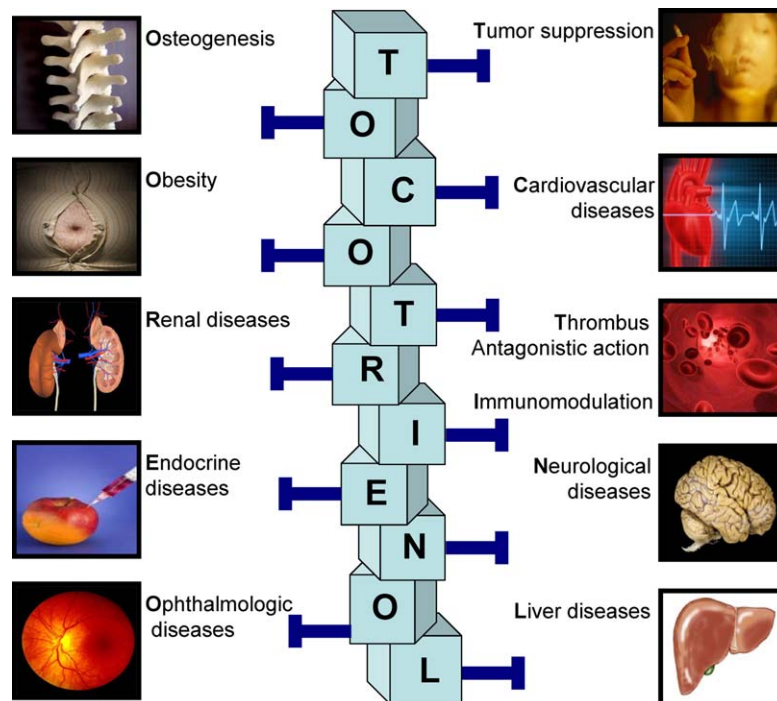 Osteogenesis
Obesity
Renal diseases
Endocrine
diseases
Ophthalmologic
diseases
T
O
C
O
T
R
I
E
N
O
L
Tumor suppression
Cardiovascular
diseases
Thrombus
Antagonistic action
Immunomodulation
Neurological
diseases
Liver diseases